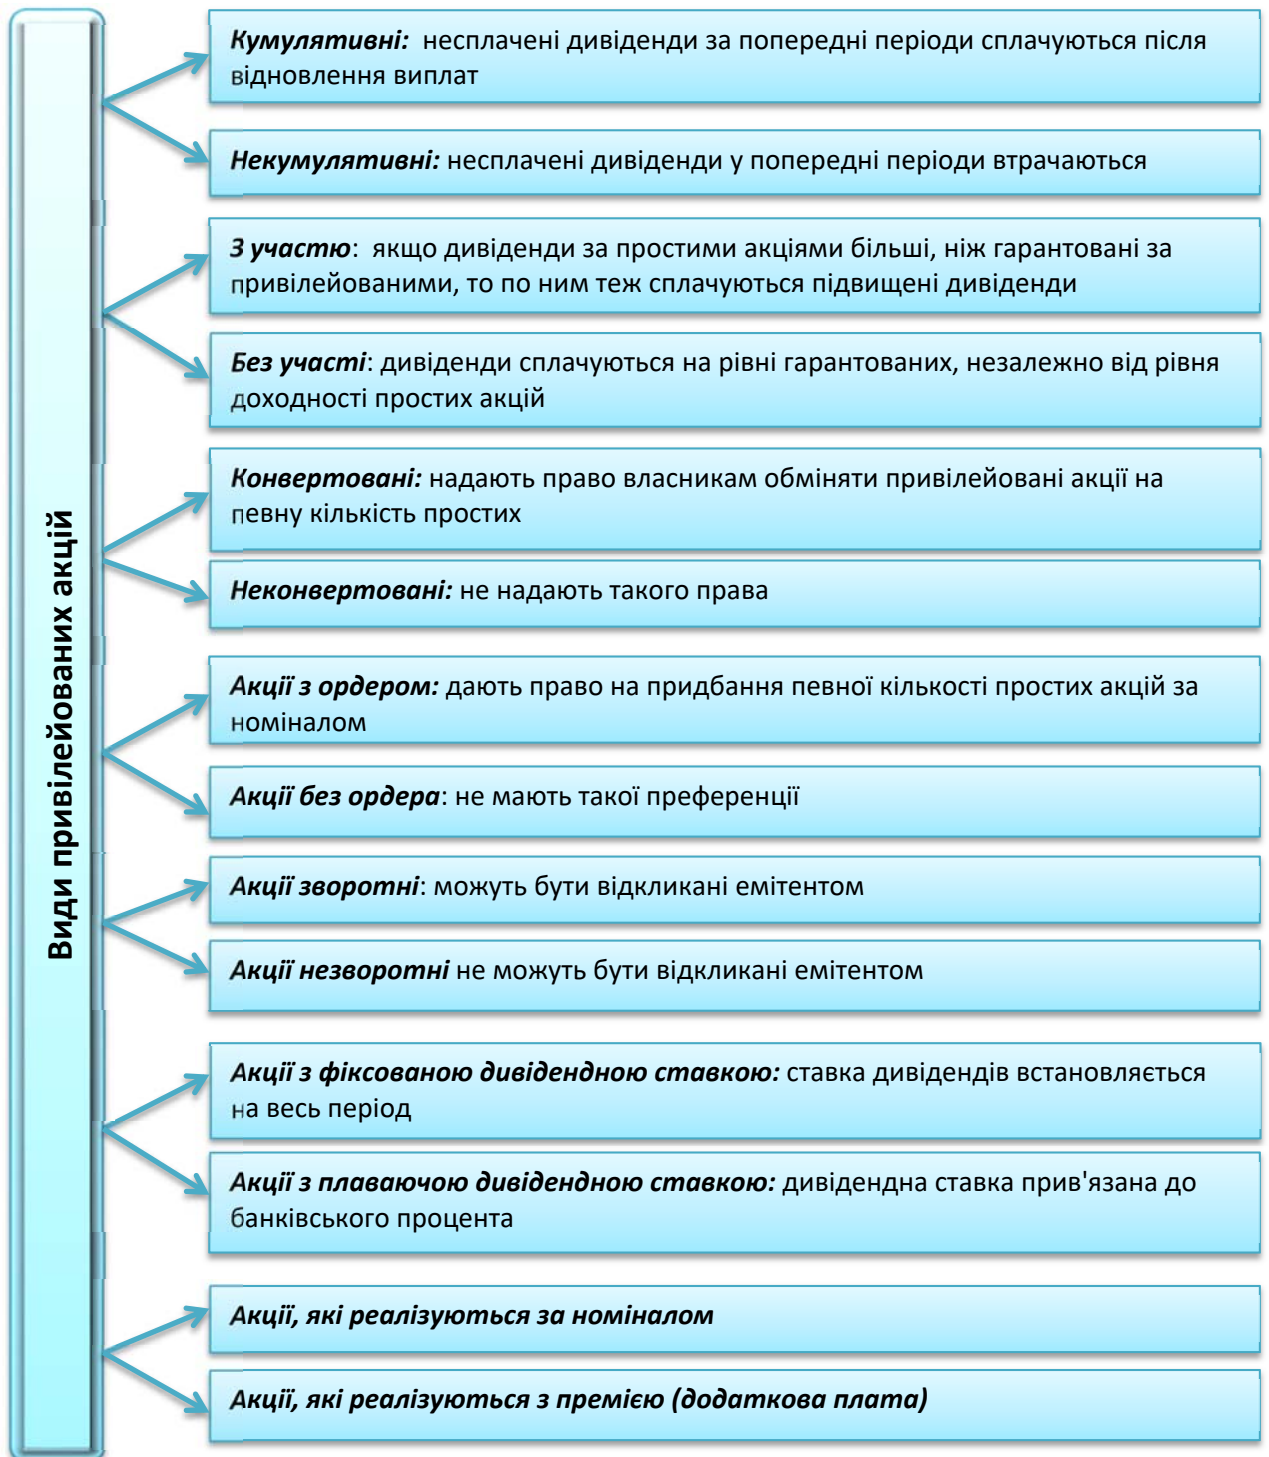 Види привілейованих акцій
Кумулятивні: несплачені дивіденди за попередні періоди сплачуються після
відновлення виплат
Некумулятивні: несплачені дивіденди у попередні періоди втрачаються
З участю: якщо дивіденди за простими акціями більші, ніж гарантовані за
привілейованими, то по ним теж сплачуються підвищені дивіденди
Без участі: дивіденди сплачуються на рівні гарантованих, незалежно від рівня
доходності простих акцій
Конвертовані: надають право власникам обміняти привілейовані акції на
певну кількість простих
Неконвертовані: не надають такого права
Акції з ордером: дають право на придбання певної кількості простих акцій за
номіналом
Акції без ордера: не мають такої преференції
Акції зворотні: можуть бути відкликані емітентом
Акції незворотні не можуть бути відкликані емітентом
Акції з фіксованою дивідендною ставкою: ставка дивідендів встановляється
на весь період
Акції з плаваючою дивідендною ставкою: дивідендна ставка прив'язана до
банківського процента
Акції, які реалізуються за номіналом
Акції, які реалізуються з премією (додаткова плата)